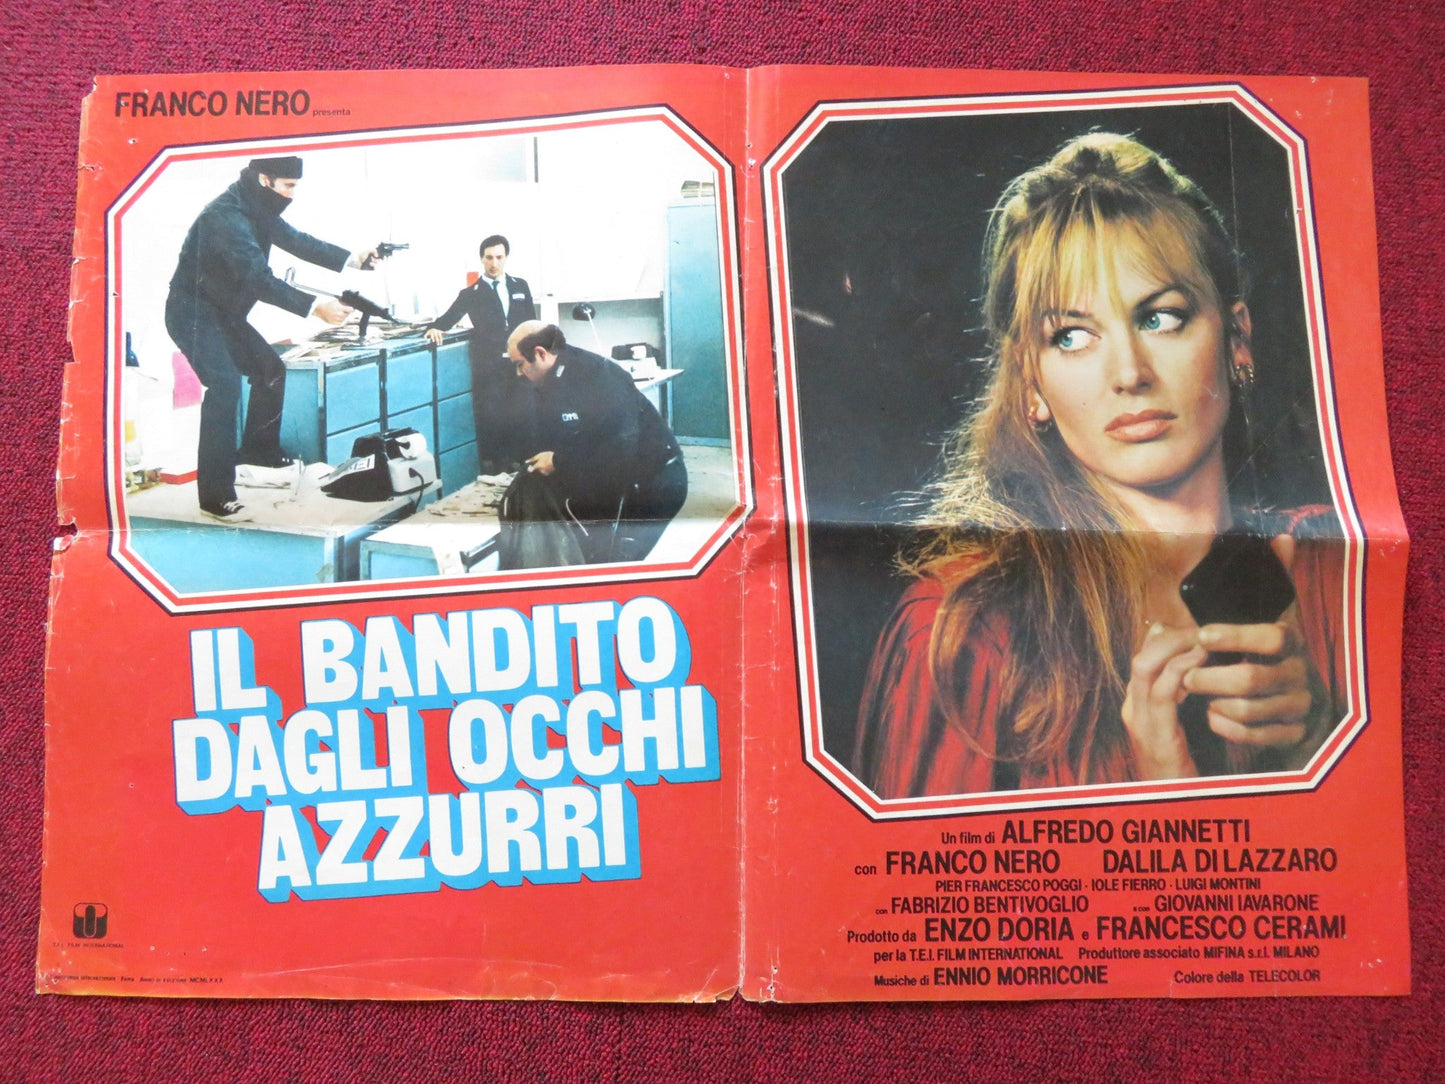 FRANCO NERO presenta
IL BANDITO
DAGLI OCCHI
AZZURRI
T.E.I. FILM INTERNATIONAL
Un film di ALFREDO GIANNETTI
con FRANCO NERO DALILA DI LAZZARO
PIER FRANCESCO POGGI · IOLE FIERRO · LUIGI MONTINI
con FABRIZIO BENTIVOGLIO e con GIOVANNI IAVARONE
Prodotto da ENZO DORIA e FRANCESCO CERAMI
per la T.E.I. FILM INTERNATIONAL Produttore associato MIFINA s.r.l. MILANO
Musiche di ENNIO MORRICONE Colore della TELECOLOR